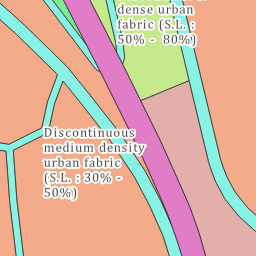 dense urban
fabric (S.L. :
50% - 80%)
Discontinuous
medium density
urban fabric
(S.L. : 30% -
50%)